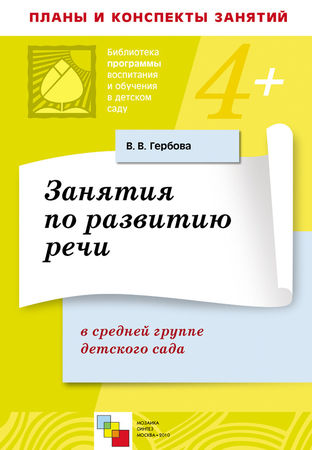 ПЛАНЫ И КОНСПЕКТЫ ЗАНЯТИЙ
Библиотека
программы
воспитания
и обучения
в детском
саду
4+
В. В. Гербова
Занятия
по развитию
речи
в средней группе
детского сада
МОЗАИКА
СИНТЕЗ
МОСКВА • 2010